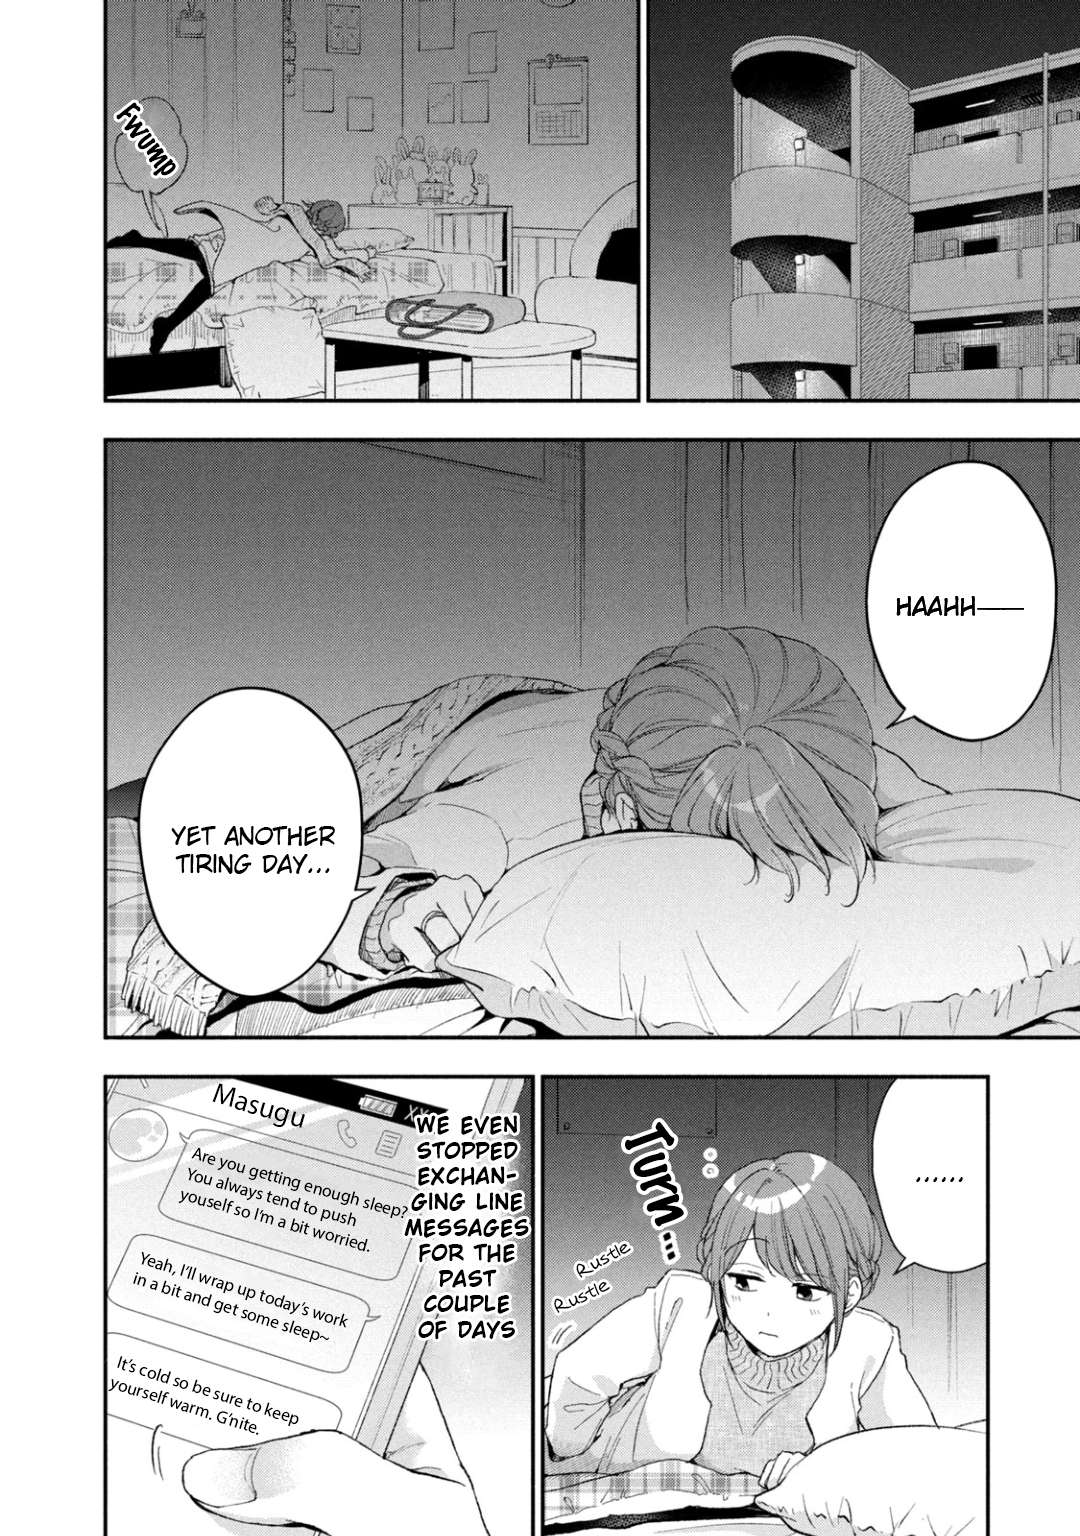 Fwump
HAAHH——
YET ANOTHER
TIRING DAY...
......
Turn...
Rustle
Rustle
WE EVEN
STOPPED
EXCHAN-
GING LINE
MESSAGES
FOR THE
PAST
COUPLE
OF DAYS
Masugu
Are you getting enough sleep?
You always tend to push
youself so I'm a bit worried.
Yeah, I'll wrap up today's work
in a bit and get some sleep~
It's cold so be sure to keep
yourself warm. G'nite.